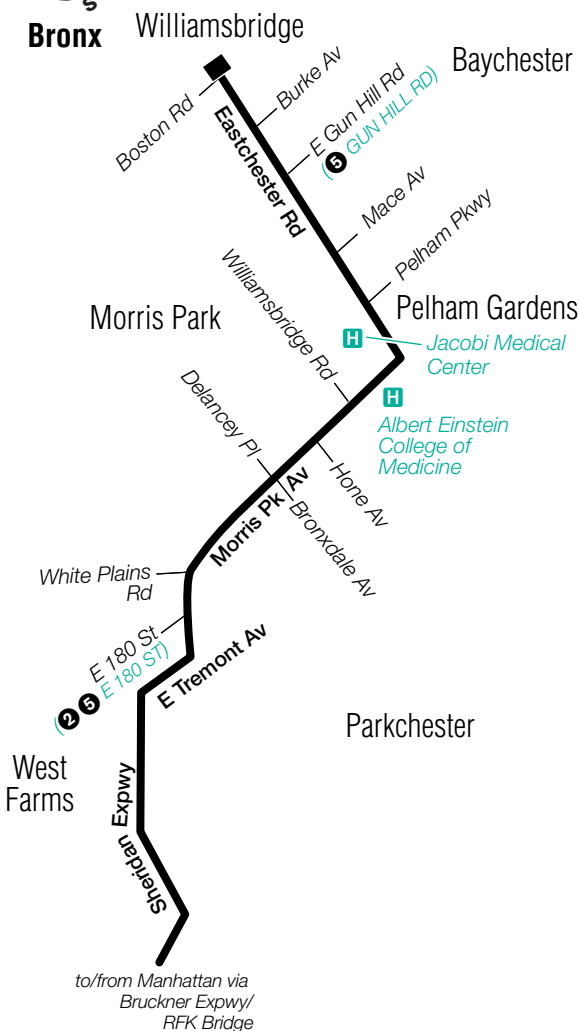 Bronx
Williamsbridge
Baychester
Burke Av
Boston Rd
E Gun Hill Rd
(5 GUN HILL RD)
Eastchester Rd
Mace Av
Pelham Pkwy
Williamsbridge Rd
Pelham Gardens
Morris Park
H
Jacobi Medical
Center
H
Albert Einstein
College of
Medicine
Delancey Pl
Hone Av
Morris Pk Av
Bronxdale Av
White Plains
Rd
E 180 St
(2 5 E 180 ST)
E Tremont Av
Parkchester
West
Farms
Sheridan Expwy
to/from Manhattan via
Bruckner Expwy/
RFK Bridge